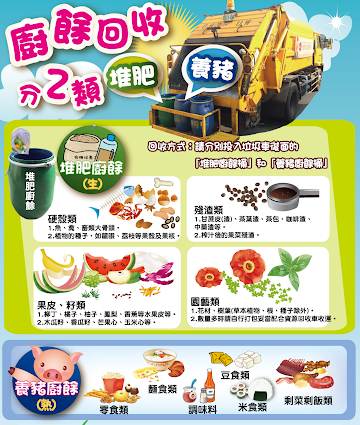 廚餘回收
分2類
堆肥
養豬
回收方式：請分別投入垃圾車後面的
「堆肥廚餘桶」和「養豬廚餘桶」
堆肥廚餘
堆肥廚餘
(生)
硬殼類
1.魚、禽、畜類大骨頭。
2.植物的種子，如龍眼、荔枝等果殼及果核。
殘渣類
1.甘蔗皮(渣)、茶葉渣、茶包、咖啡渣、
中藥渣等。
2.榨汁後的果菜殘渣。
果皮、籽類
1.柳丁、橘子、柚子、鳳梨、香蕉等水果皮等。
2.木瓜籽、香瓜籽、芒果心、玉米心等。
園藝類
1.花材、樹葉(草本植物，枝、種子除外)。
2.數量多時請自行打包妥當配合資源回收車收運。
養豬廚餘
(熟)
零食類
麵食類
調味料
豆食類
米食類
剩菜剩飯類